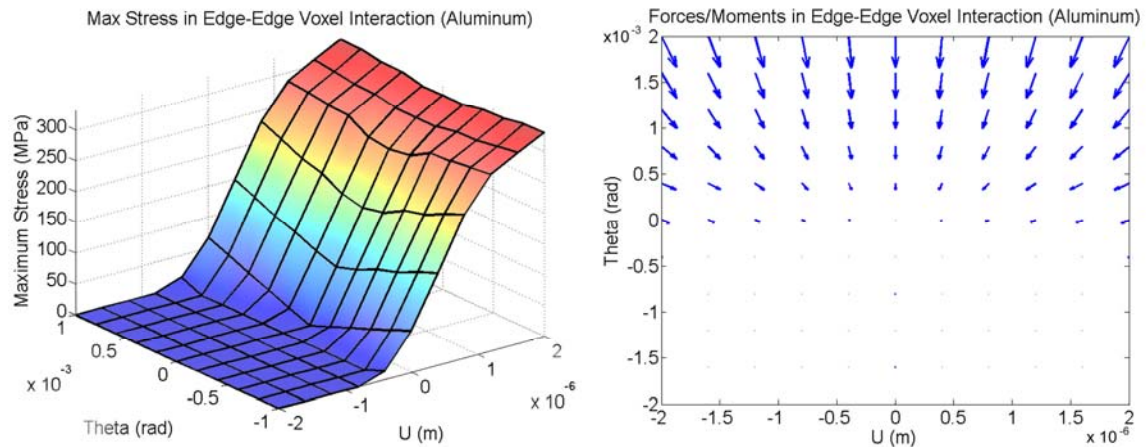 Max Stress in Edge-Edge Voxel Interaction (Aluminum)
Maximum Stress (MPa)
300
250
200
150
100
50
0
1
0.5
0
-0.5
-1
x 10⁻³
Theta (rad)
-2
-1
0
1
2
x 10⁻⁶
U (m)
Forces/Moments in Edge-Edge Voxel Interaction (Aluminum)
x10⁻³
2
1.5
1
0.5
0
-0.5
-1
-1.5
-2
Theta (rad)
-2 -1.5 -1 -0.5 0 0.5 1 1.5 2
U (m)
x 10⁻⁶